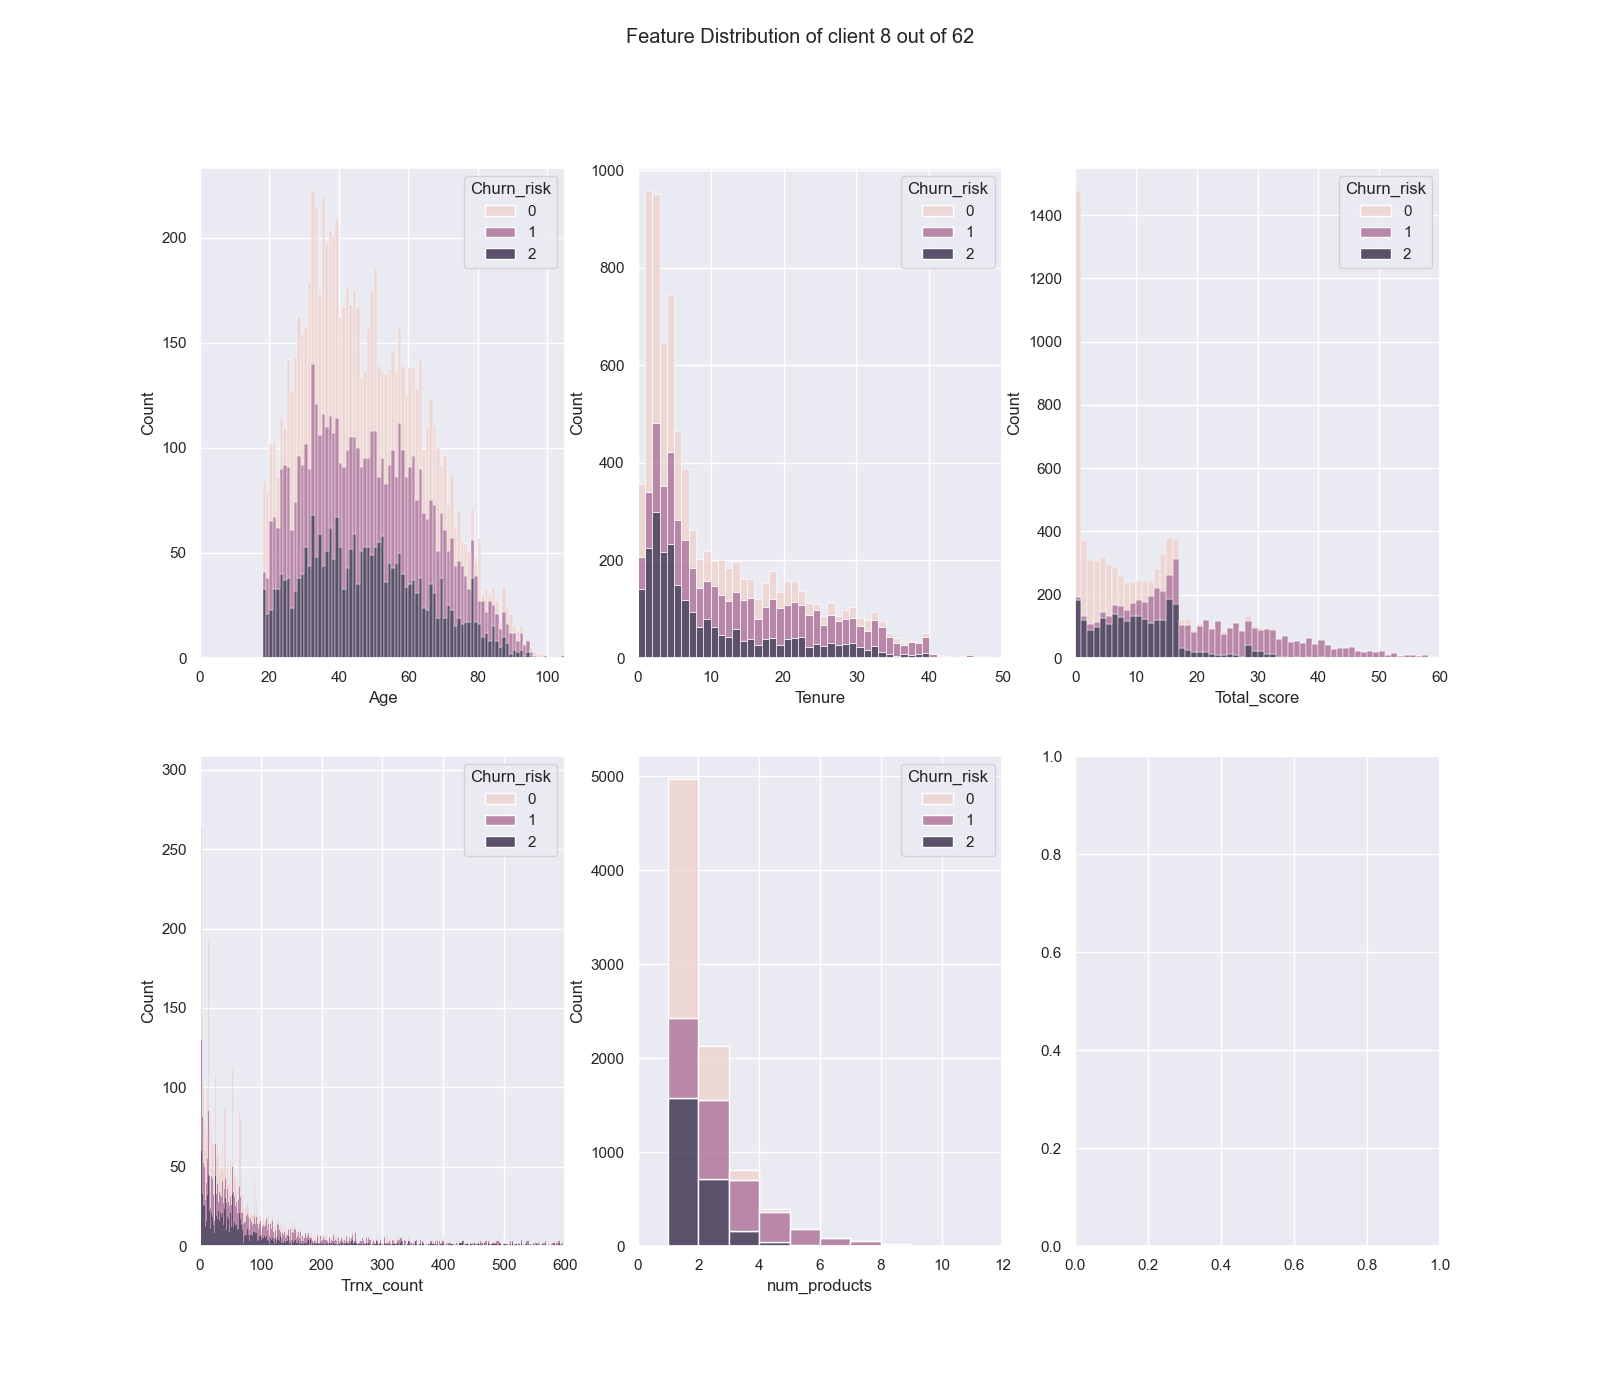 Feature Distribution of client 8 out of 62
Count
200
150
100
50
0
0 20 40 60 80 100
Age
Churn_risk
0
1
2
Count
1000
800
600
400
200
0
0 10 20 30 40 50
Tenure
Churn_risk
0
1
2
Count
1400
1200
1000
800
600
400
200
0
0 10 20 30 40 50 60
Total_score
Churn_risk
0
1
2
Count
300
250
200
150
100
50
0
0 100 200 300 400 500 600
Trnx_count
Churn_risk
0
1
2
Count
5000
4000
3000
2000
1000
0
0 2 4 6 8 10 12
num_products
Churn_risk
0
1
2
1.0
0.8
0.6
0.4
0.2
0.0
0.0 0.2 0.4 0.6 0.8 1.0